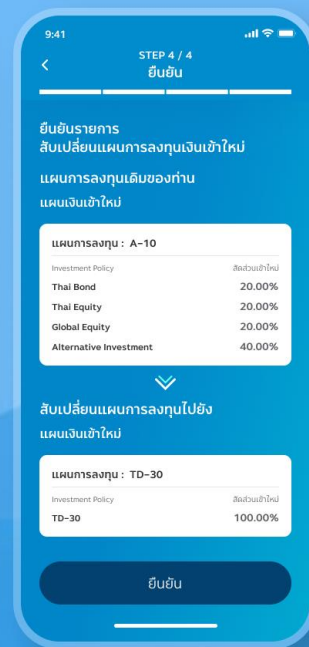 9:41
STEP 4 / 4
ยืนยัน
ยืนยันรายการ
สับเปลี่ยนแผนการลงทุนเงินเข้าใหม่
แผนการลงทุนเดิมของท่าน
แผนเงินเข้าใหม่
แผนการลงทุน : A-10
Investment Policy สัดส่วนเข้าใหม่
Thai Bond 20.00%
Thai Equity 20.00%
Global Equity 20.00%
Alternative Investment 40.00%
สับเปลี่ยนแผนการลงทุนไปยัง
แผนเงินเข้าใหม่
แผนการลงทุน : TD-30
Investment Policy สัดส่วนเข้าใหม่
TD-30 100.00%
ยืนยัน